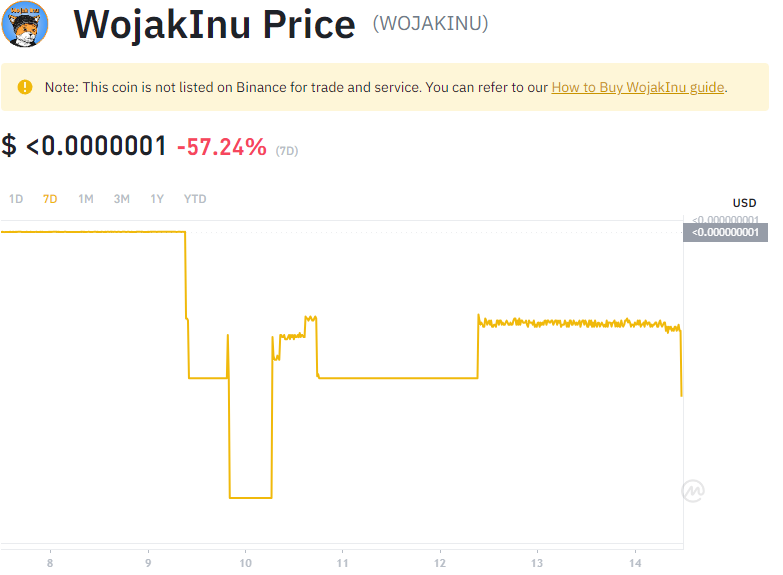 WojakInu Price (WOJAKINU)
Note: This coin is not listed on Binance for trade and service. You can refer to our How to Buy WojakInu guide.
$ <0.0000001 -57.24% (7D)
1D 7D 1M 3M 1Y YTD
USD
<0.000000001
<0.000000001
8 9 10 11 12 13 14